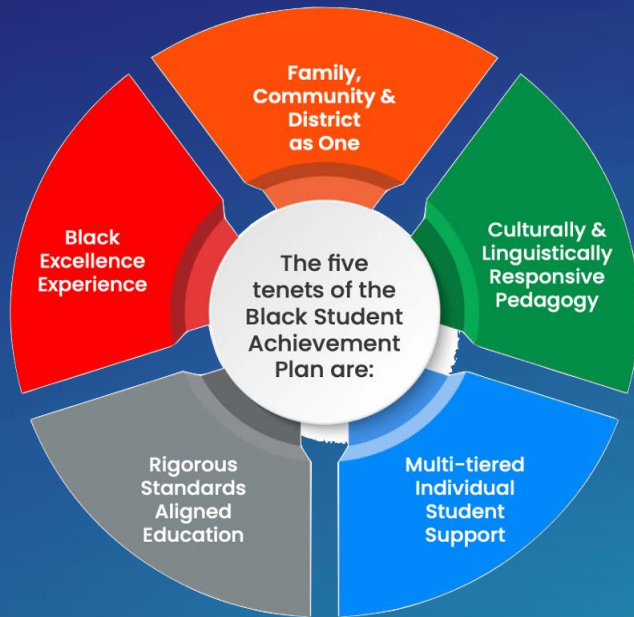 The five
tenets of the
Black Student
Achievement
Plan are:
Family,
Community &
District
as One
Culturally &
Linguistically
Responsive
Pedagogy
Multi-tiered
Individual
Student
Support
Rigorous
Standards
Aligned
Education
Black
Excellence
Experience